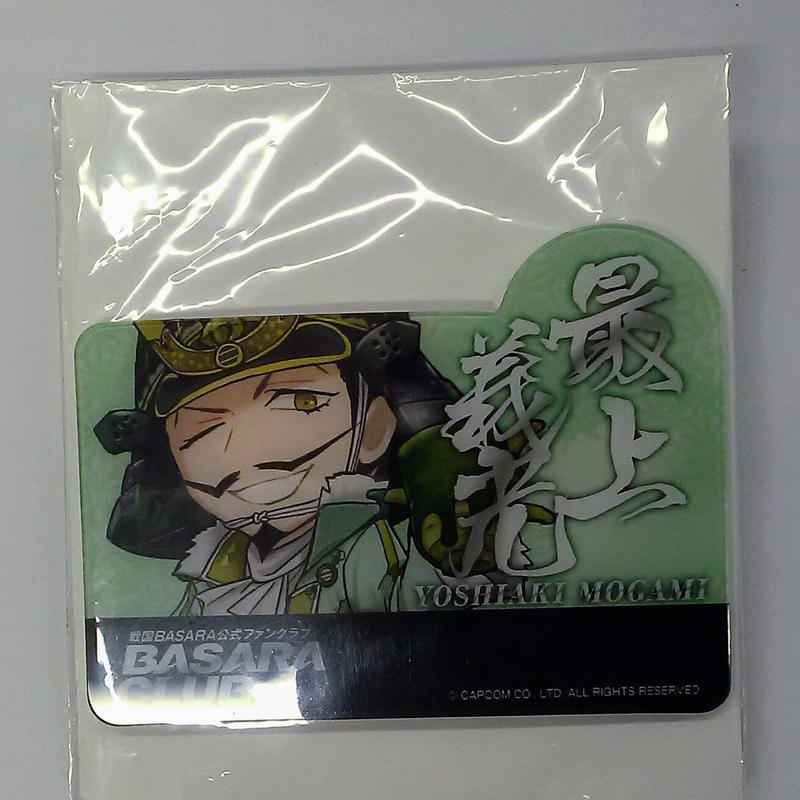 最上
義光
YOSHIAKI MOGAMI
戦国BASARA公式ファンクラブ
BASARA
CLUB
© CAPCOM CO., LTD. ALL RIGHTS RESERVED